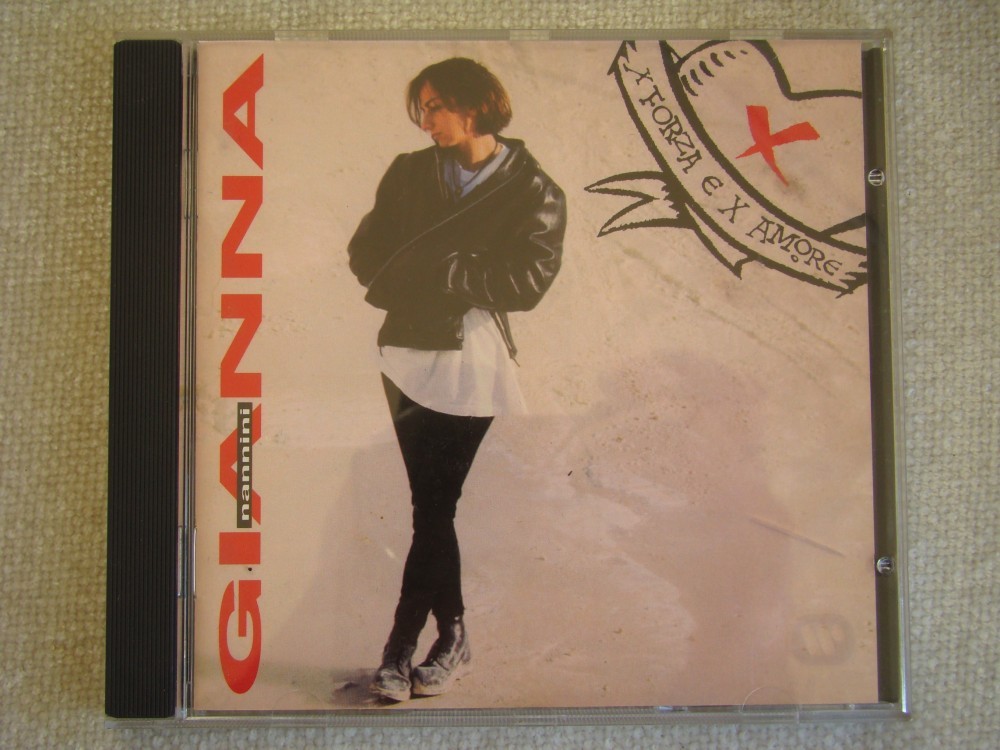 GIANNA
nannini
X FORZA E X AMORE
X